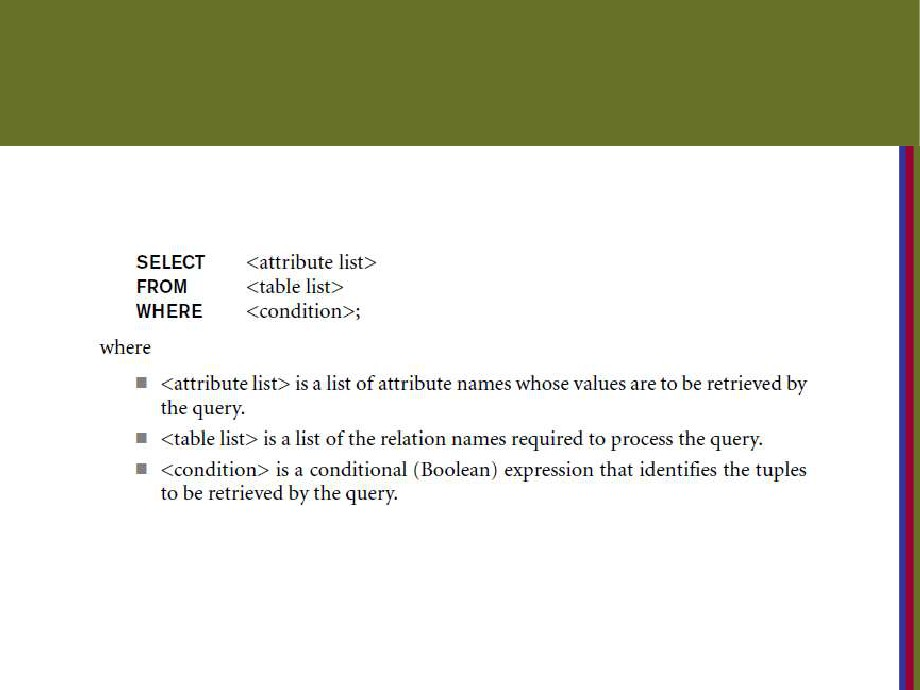 SELECT <attribute list>
FROM <table list>
WHERE <condition>;
where
■ <attribute list> is a list of attribute names whose values are to be retrieved by
the query.
■ <table list> is a list of the relation names required to process the query.
■ <condition> is a conditional (Boolean) expression that identifies the tuples
to be retrieved by the query.